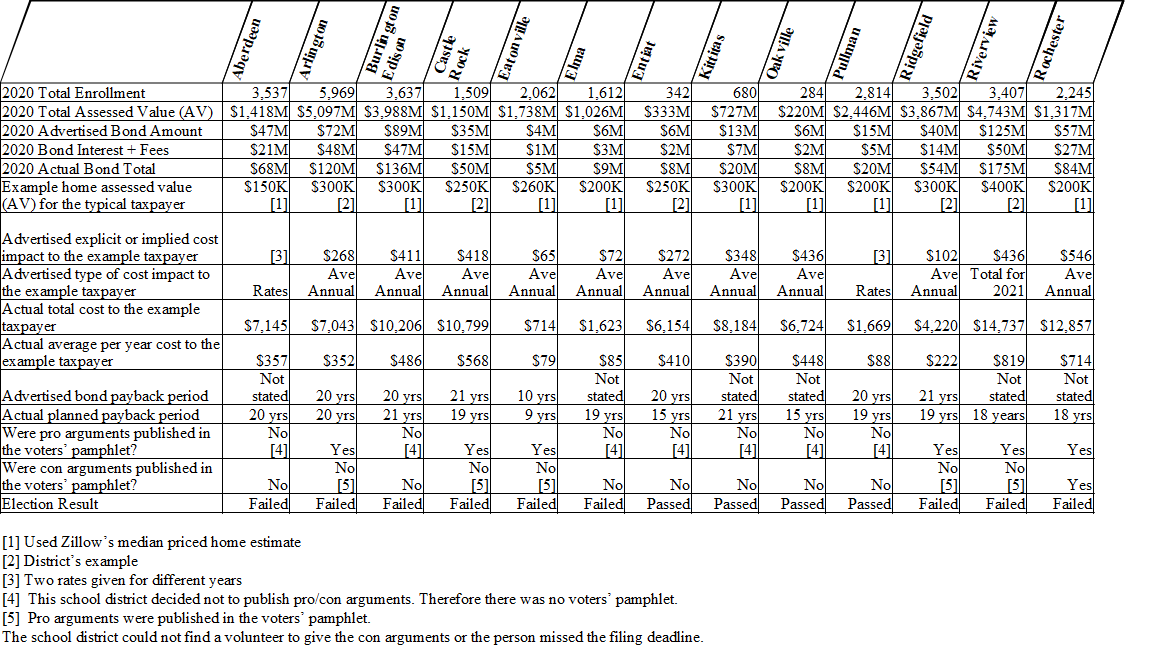 Aberdeen Arlington Burlington Edison Castle Rock Eatonville Elma Entiat Kittitas Oakville Pullman Ridgefield Riverview Rochester
2020 Total Enrollment 3,537 5,969 3,637 1,509 2,062 1,612 342 680 284 2,814 3,502 3,407 2,245
2020 Total Assessed Value (AV) $1,418M $5,097M $3,988M $1,150M $1,738M $1,026M $333M $727M $220M $2,446M $3,867M $4,743M $1,317M
2020 Advertised Bond Amount $47M $72M $89M $35M $4M $6M $6M $13M $6M $15M $40M $125M $57M
2020 Bond Interest + Fees $21M $48M $47M $15M $1M $3M $2M $7M $2M $5M $14M $50M $27M
2020 Actual Bond Total $68M $120M $136M $50M $5M $9M $8M $20M $8M $20M $54M $175M $84M
Example home assessed value $150K $300K $300K $250K $260K $200K $250K $300K $200K $200K $300K $400K $200K
(AV) for the typical taxpayer [1] [2] [1] [2] [1] [1] [2] [1] [1] [1] [2] [2] [1]
Advertised explicit or implied cost
impact to the example taxpayer [3] $268 $411 $418 $65 $72 $272 $348 $436 [3] $102 $436 $546
Advertised type of cost impact to Ave Ave Ave Ave Ave Ave Ave Ave Ave Total for Ave
the example taxpayer Rates Annual Annual Annual Annual Annual Annual Annual Annual Rates Annual 2021 Annual
Actual total cost to the example
taxpayer $7,145 $7,043 $10,206 $10,799 $714 $1,623 $6,154 $8,184 $6,724 $1,669 $4,220 $14,737 $12,857
Actual average per year cost to the
example taxpayer $357 $352 $486 $568 $79 $85 $410 $390 $448 $88 $222 $819 $714
Not Not Not Not Not Not
Advertised bond payback period stated 20 yrs 20 yrs 21 yrs 10 yrs stated 20 yrs stated stated 20 yrs 21 yrs stated stated
Actual planned payback period 20 yrs 20 yrs 21 yrs 19 yrs 9 yrs 19 yrs 15 yrs 21 yrs 15 yrs 19 yrs 19 yrs 18 years 18 yrs
Were pro arguments published in No No No No No No No
the voters' pamphlet? [4] Yes [4] Yes Yes [4] [4] [4] [4] [4] Yes Yes Yes
Were con arguments published in No No No No No
the voters' pamphlet? No [5] No [5] [5] No No No No No [5] [5] Yes
Election Result Failed Failed Failed Failed Failed Failed Passed Passed Passed Passed Failed Failed Failed
[1] Used Zillow's median priced home estimate
[2] District's example
[3] Two rates given for different years
[4] This school district decided not to publish pro/con arguments. Therefore there was no voters' pamphlet.
[5] Pro arguments were published in the voters' pamphlet.
The school district could not find a volunteer to give the con arguments or the person missed the filing deadline.